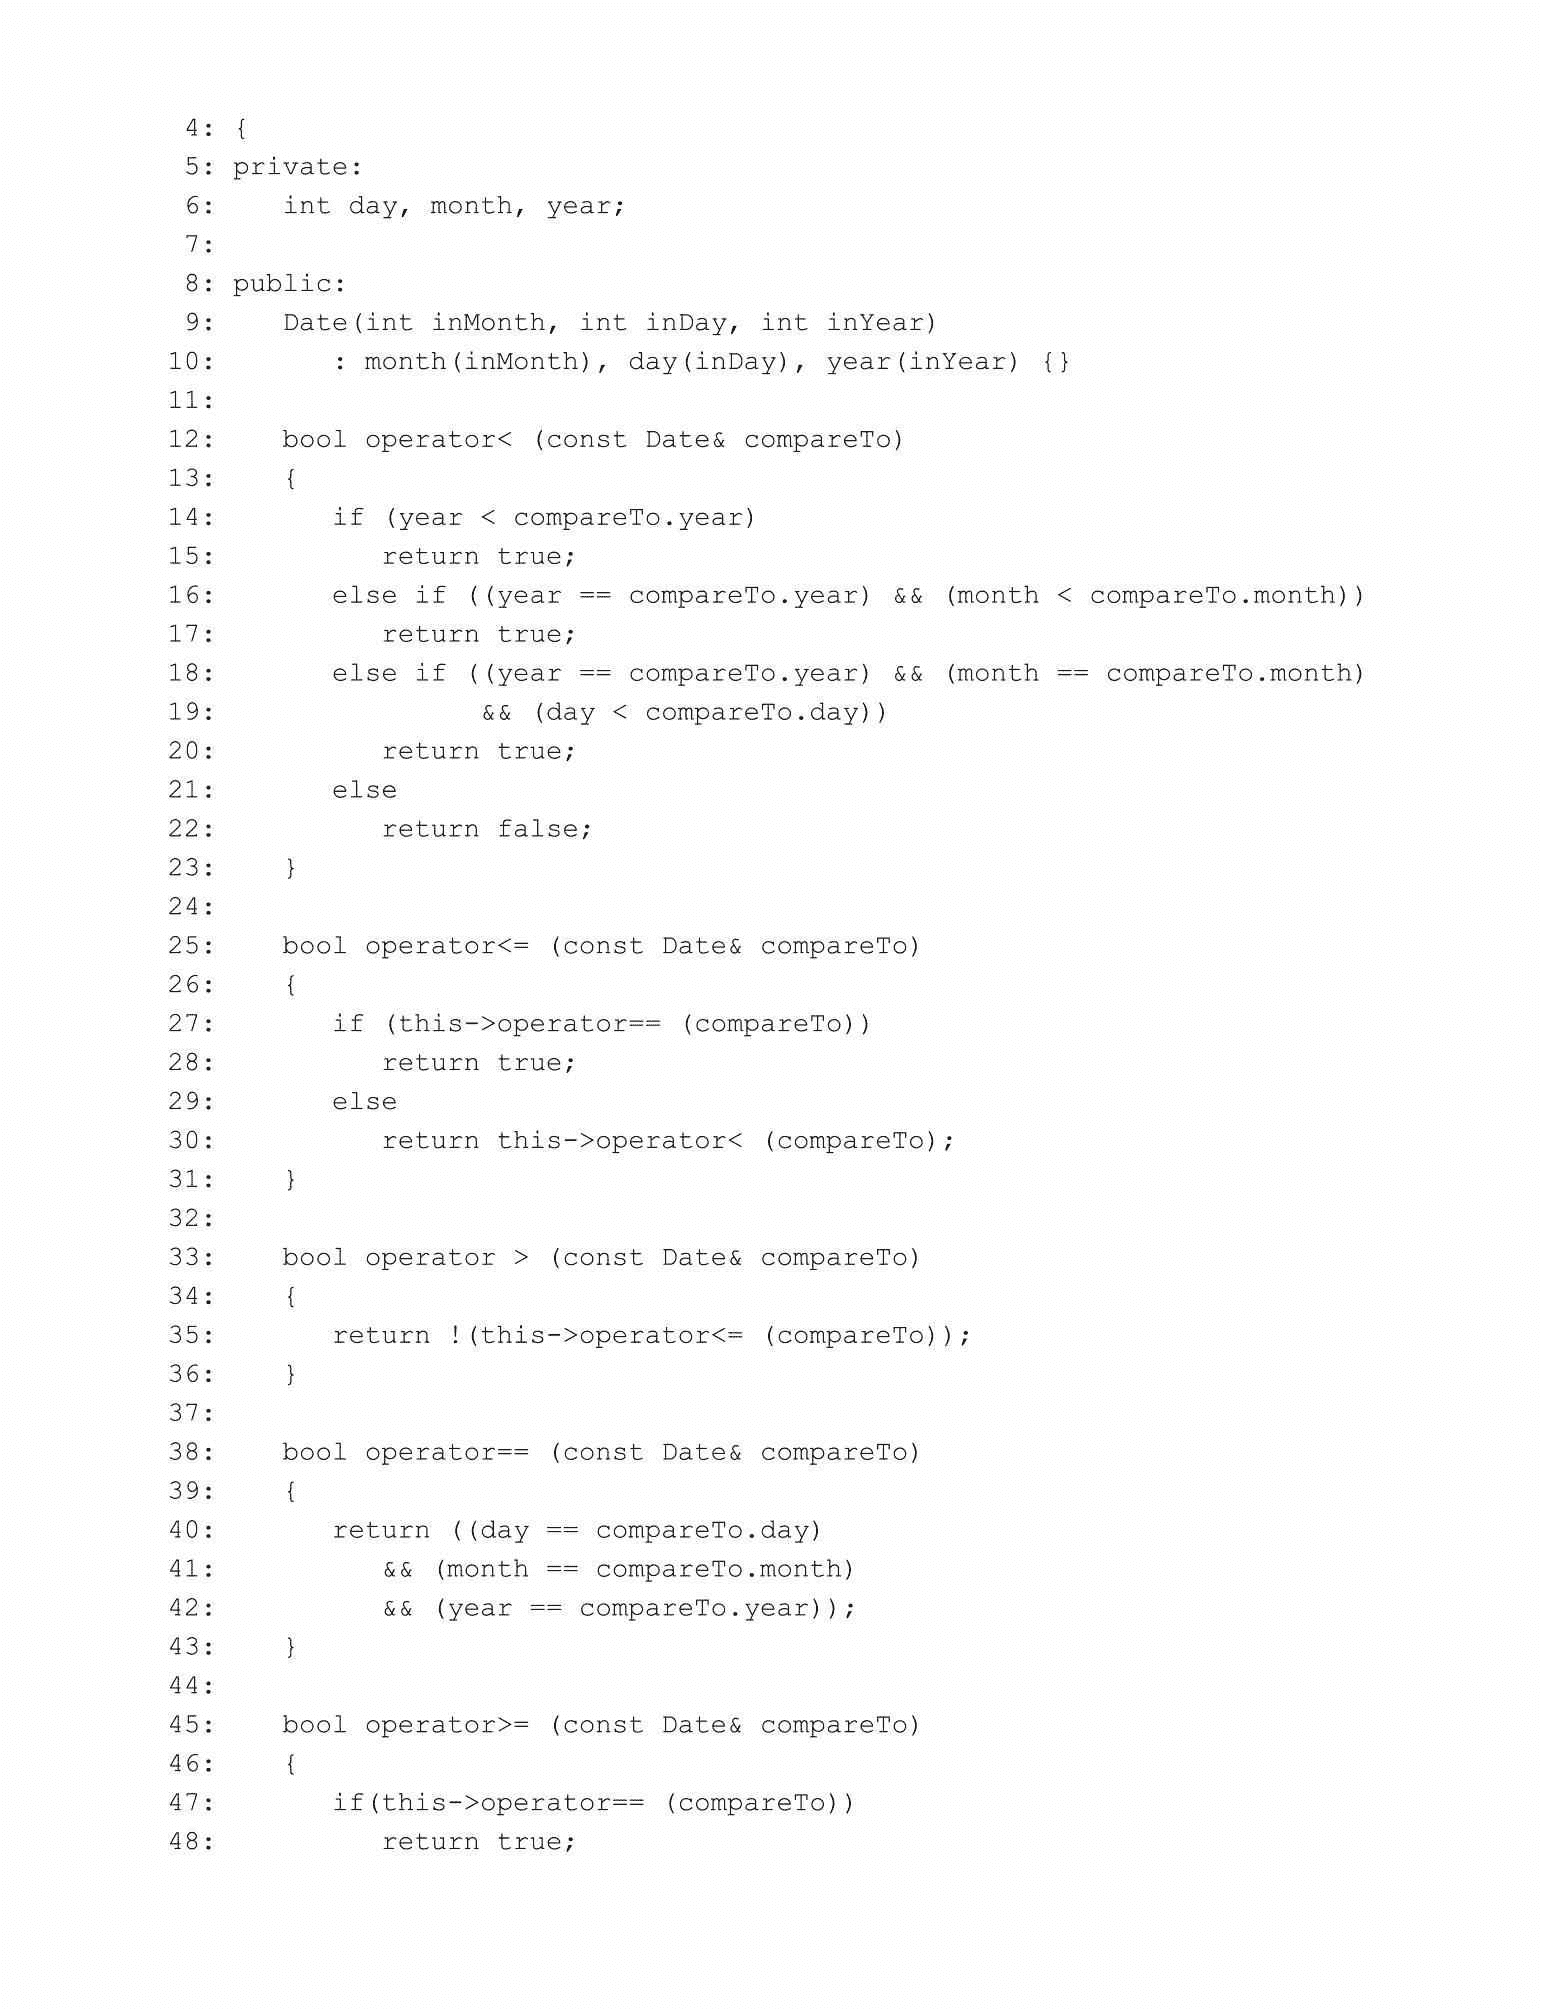 4: {
5: private:
6:    int day, month, year;
7:
8: public:
9:    Date(int inMonth, int inDay, int inYear)
10:       : month(inMonth), day(inDay), year(inYear) {}
11:
12:    bool operator< (const Date& compareTo)
13:    {
14:       if (year < compareTo.year)
15:          return true;
16:       else if ((year == compareTo.year) && (month < compareTo.month))
17:          return true;
18:       else if ((year == compareTo.year) && (month == compareTo.month)
19:                && (day < compareTo.day))
20:          return true;
21:       else
22:          return false;
23:    }
24:
25:    bool operator<= (const Date& compareTo)
26:    {
27:       if (this->operator== (compareTo))
28:          return true;
29:       else
30:          return this->operator< (compareTo);
31:    }
32:
33:    bool operator > (const Date& compareTo)
34:    {
35:       return !(this->operator<= (compareTo));
36:    }
37:
38:    bool operator== (const Date& compareTo)
39:    {
40:       return ((day == compareTo.day)
41:          && (month == compareTo.month)
42:          && (year == compareTo.year));
43:    }
44:
45:    bool operator>= (const Date& compareTo)
46:    {
47:       if(this->operator== (compareTo))
48:          return true;